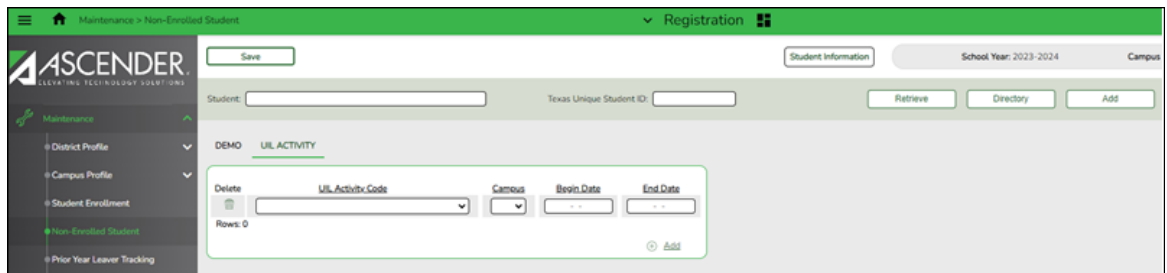 Maintenance > Non-Enrolled Student
Registration
ASCENDER
ELEVATING TECHNOLOGY SOLUTIONS
Save
Student Information
School Year: 2023-2024
Campus
Student:
Texas Unique Student ID:
Retrieve
Directory
Add
Maintenance
District Profile
Campus Profile
Student Enrollment
Non-Enrolled Student
Prior Year Leaver Tracking
DEMO
UIL ACTIVITY
Delete UIL Activity Code Campus Begin Date End Date
- - - -
Rows: 0
Add